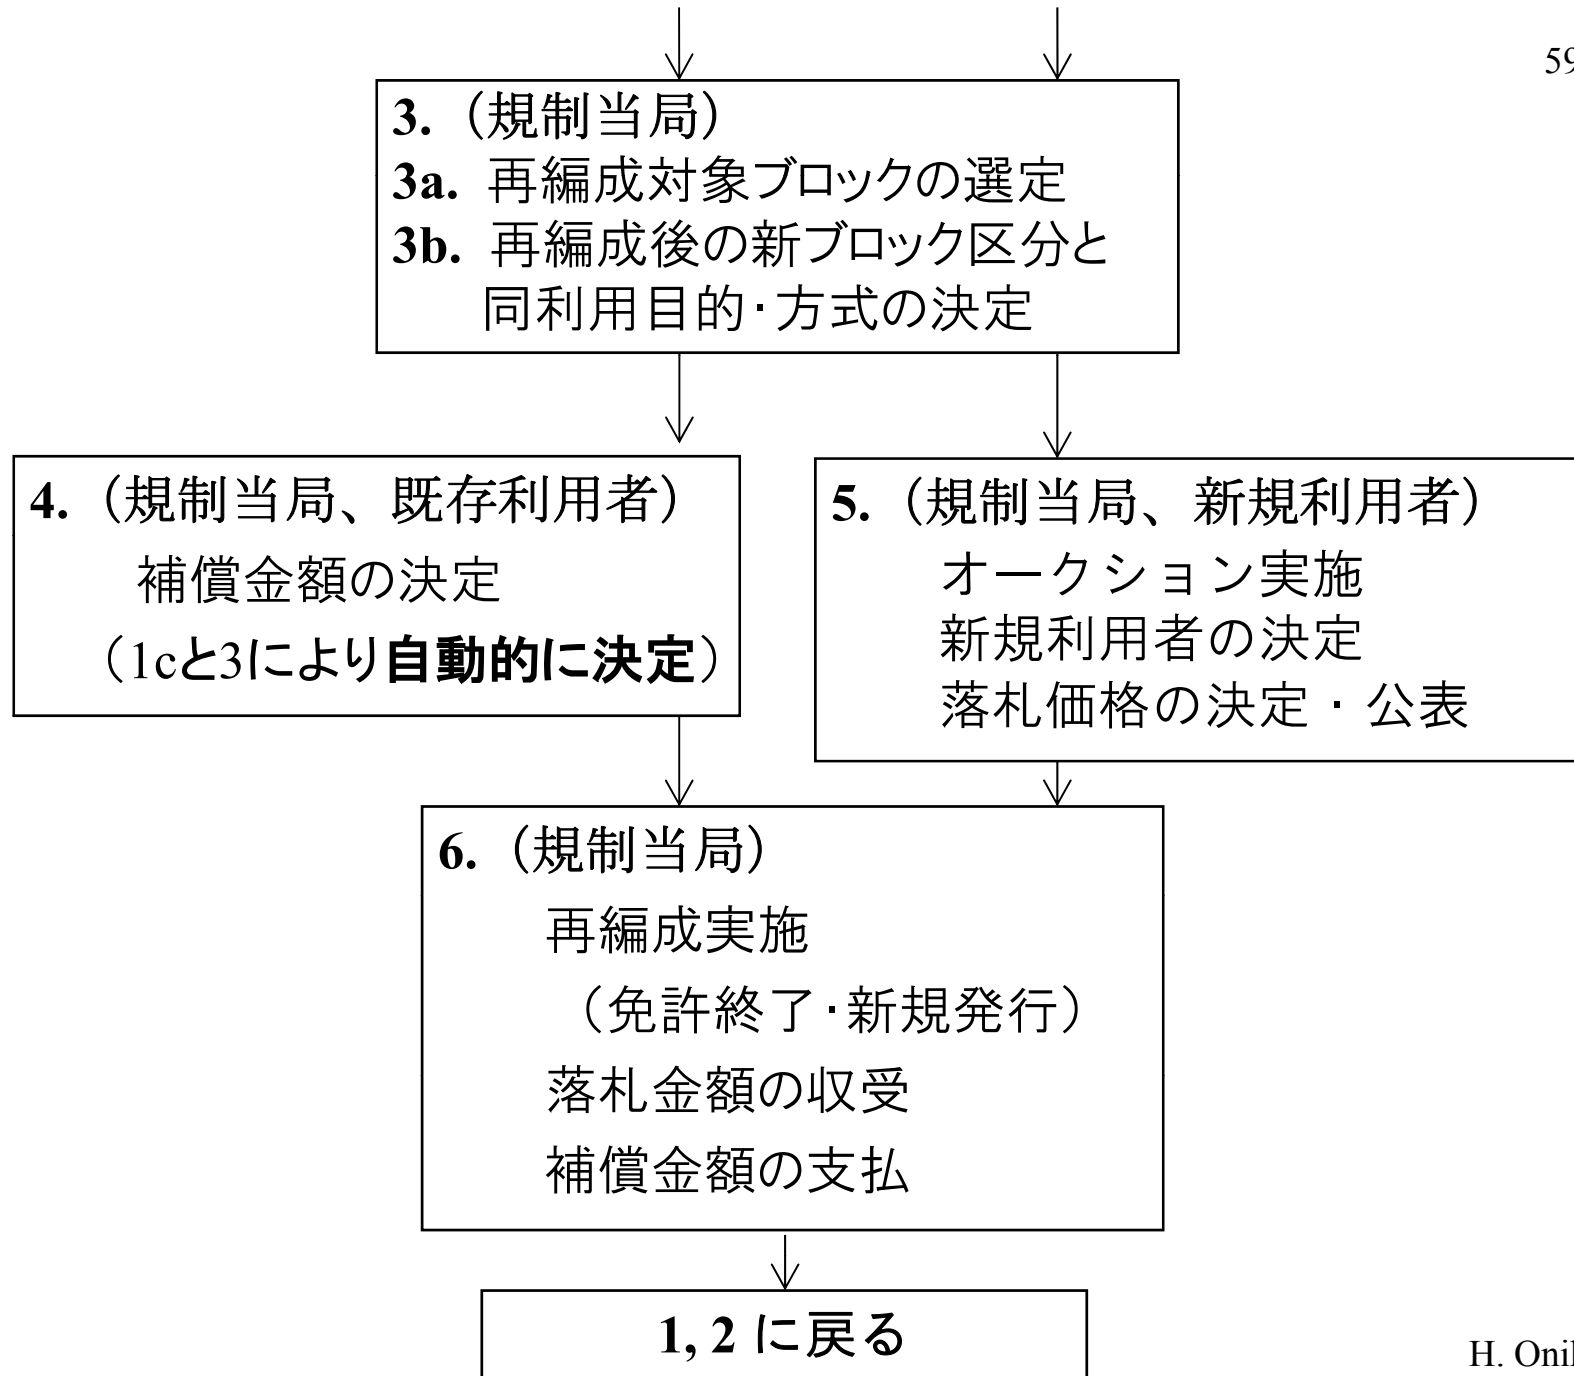 59
3. （規制当局）
3a. 再編成対象ブロックの選定
3b. 再編成後の新ブロック区分と
同利用目的・方式の決定
4. （規制当局、既存利用者）
補償金額の決定
（1cと3により自動的に決定）
5. （規制当局、新規利用者）
オークション実施
新規利用者の決定
落札価格の決定・公表
6. （規制当局）
再編成実施
（免許終了・新規発行）
落札金額の収受
補償金額の支払
1, 2 に戻る
H.